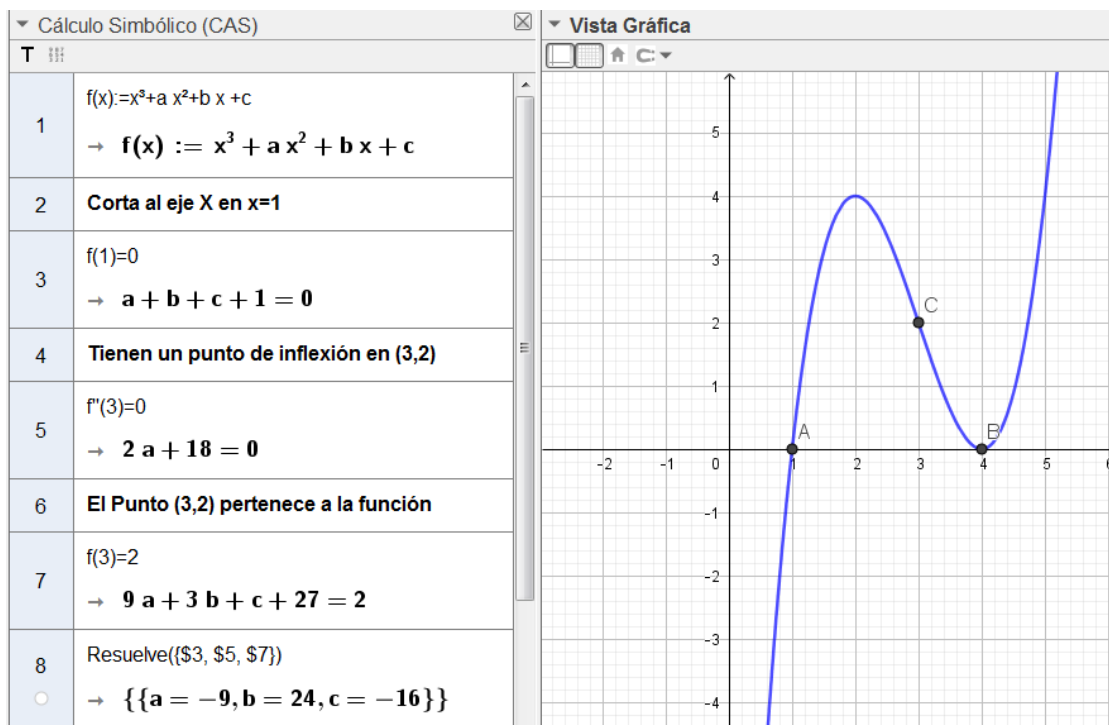 Cálculo Simbólico (CAS)
T
1
f(x):=x³+a x²+b x +c
→ f(x) := x³ + a x² + b x + c
2
Corta al eje X en x=1
3
f(1)=0
→ a + b + c + 1 = 0
4
Tienen un punto de inflexión en (3,2)
5
f''(3)=0
→ 2 a + 18 = 0
6
El Punto (3,2) pertenece a la función
7
f(3)=2
→ 9 a + 3 b + c + 27 = 2
8
Resuelve({$3, $5, $7})
→ {{a = −9, b = 24, c = −16}}
Vista Gráfica
5
4
3
2
1
-2 -1 0 1 2 3 4 5 6
-1
-2
-3
-4
A
B
C